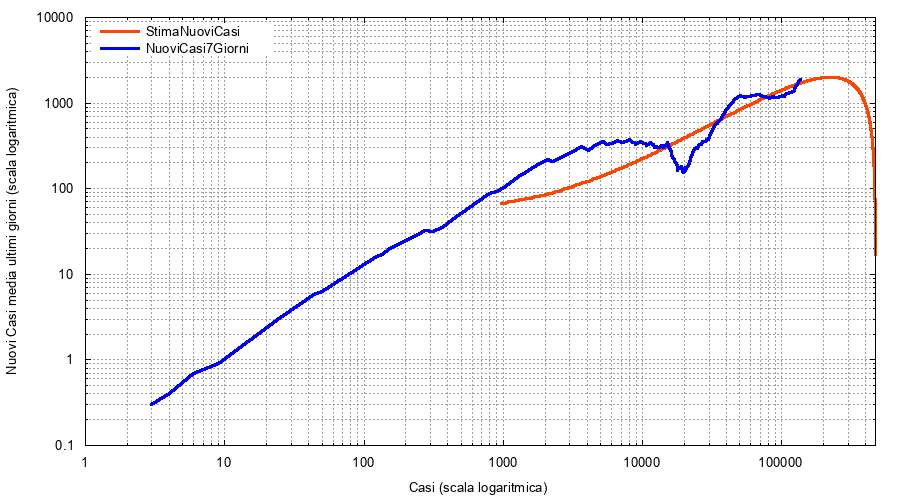 StimaNuoviCasi
NuoviCasi7Giorni
Nuovi Casi media ultimi giorni (scala logaritmica)
10000
1000
100
10
1
0.1
1 10 100 1000 10000 100000
Casi (scala logaritmica)